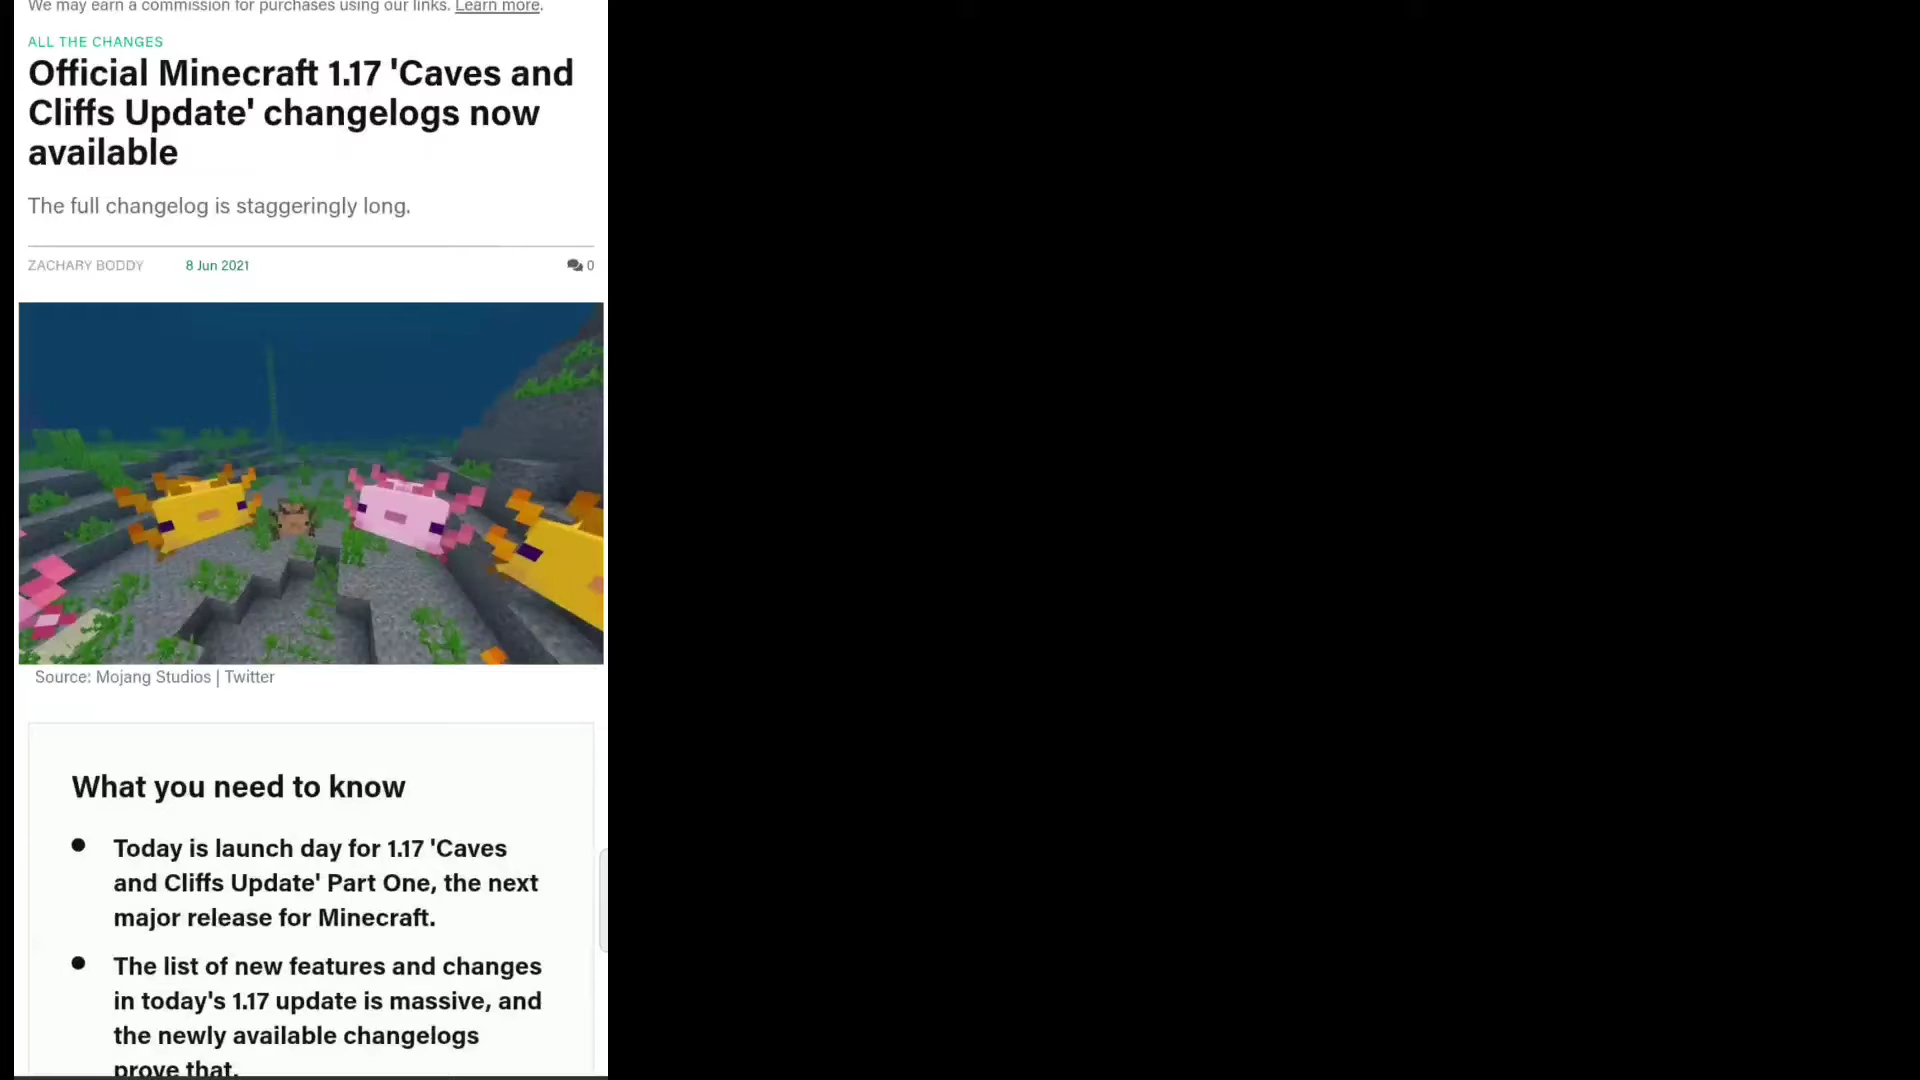 We may earn a commission for purchases using our links. Learn more.
ALL THE CHANGES
Official Minecraft 1.17 'Caves and
Cliffs Update' changelogs now
available
The full changelog is staggeringly long.
ZACHARY BODDY 8 Jun 2021 0
Source: Mojang Studios | Twitter
What you need to know
Today is launch day for 1.17 'Caves
and Cliffs Update' Part One, the next
major release for Minecraft.
The list of new features and changes
in today's 1.17 update is massive, and
the newly available changelogs
prove that.